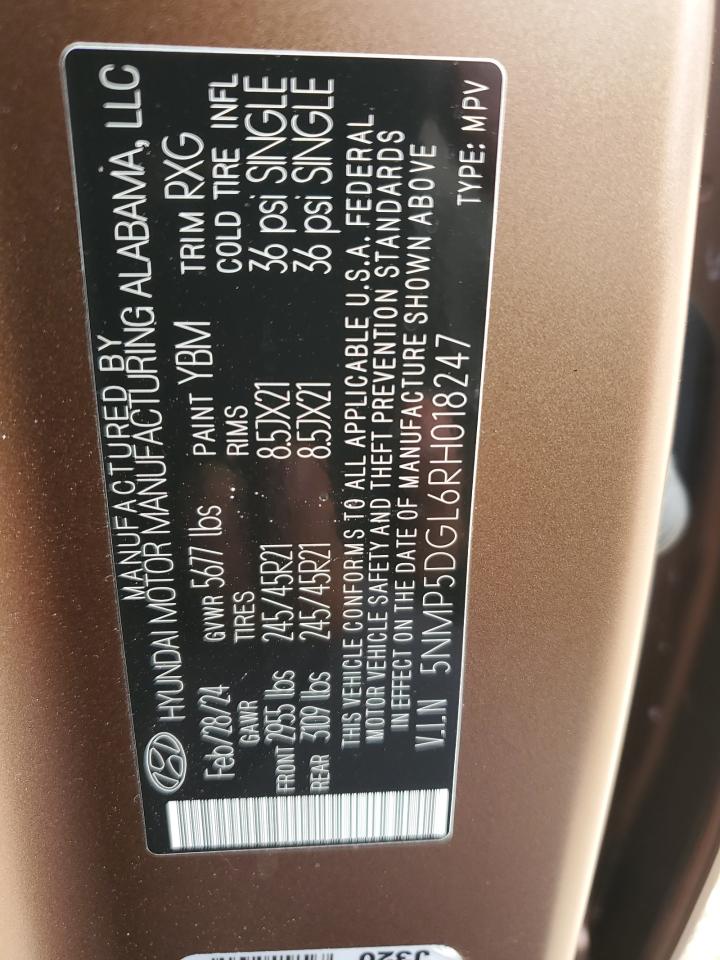 MANUFACTURED BY
HYUNDAI MOTOR MANUFACTURING ALABAMA, LLC
Feb/28/24 GVWR 5677 lbs PAINT YBM TRIM RXG
GAWR TIRES RIMS COLD TIRE INFL
FRONT 2955 lbs 245/45R21 8.5JX21 36 psi SINGLE
REAR 3109 lbs 245/45R21 8.5JX21 36 psi SINGLE
THIS VEHICLE CONFORMS TO ALL APPLICABLE U.S.A. FEDERAL
MOTOR VEHICLE SAFETY AND THEFT PREVENTION STANDARDS
IN EFFECT ON THE DATE OF MANUFACTURE SHOWN ABOVE
V.I.N 5NMP5DGL6RH018247 TYPE: MPV
J320